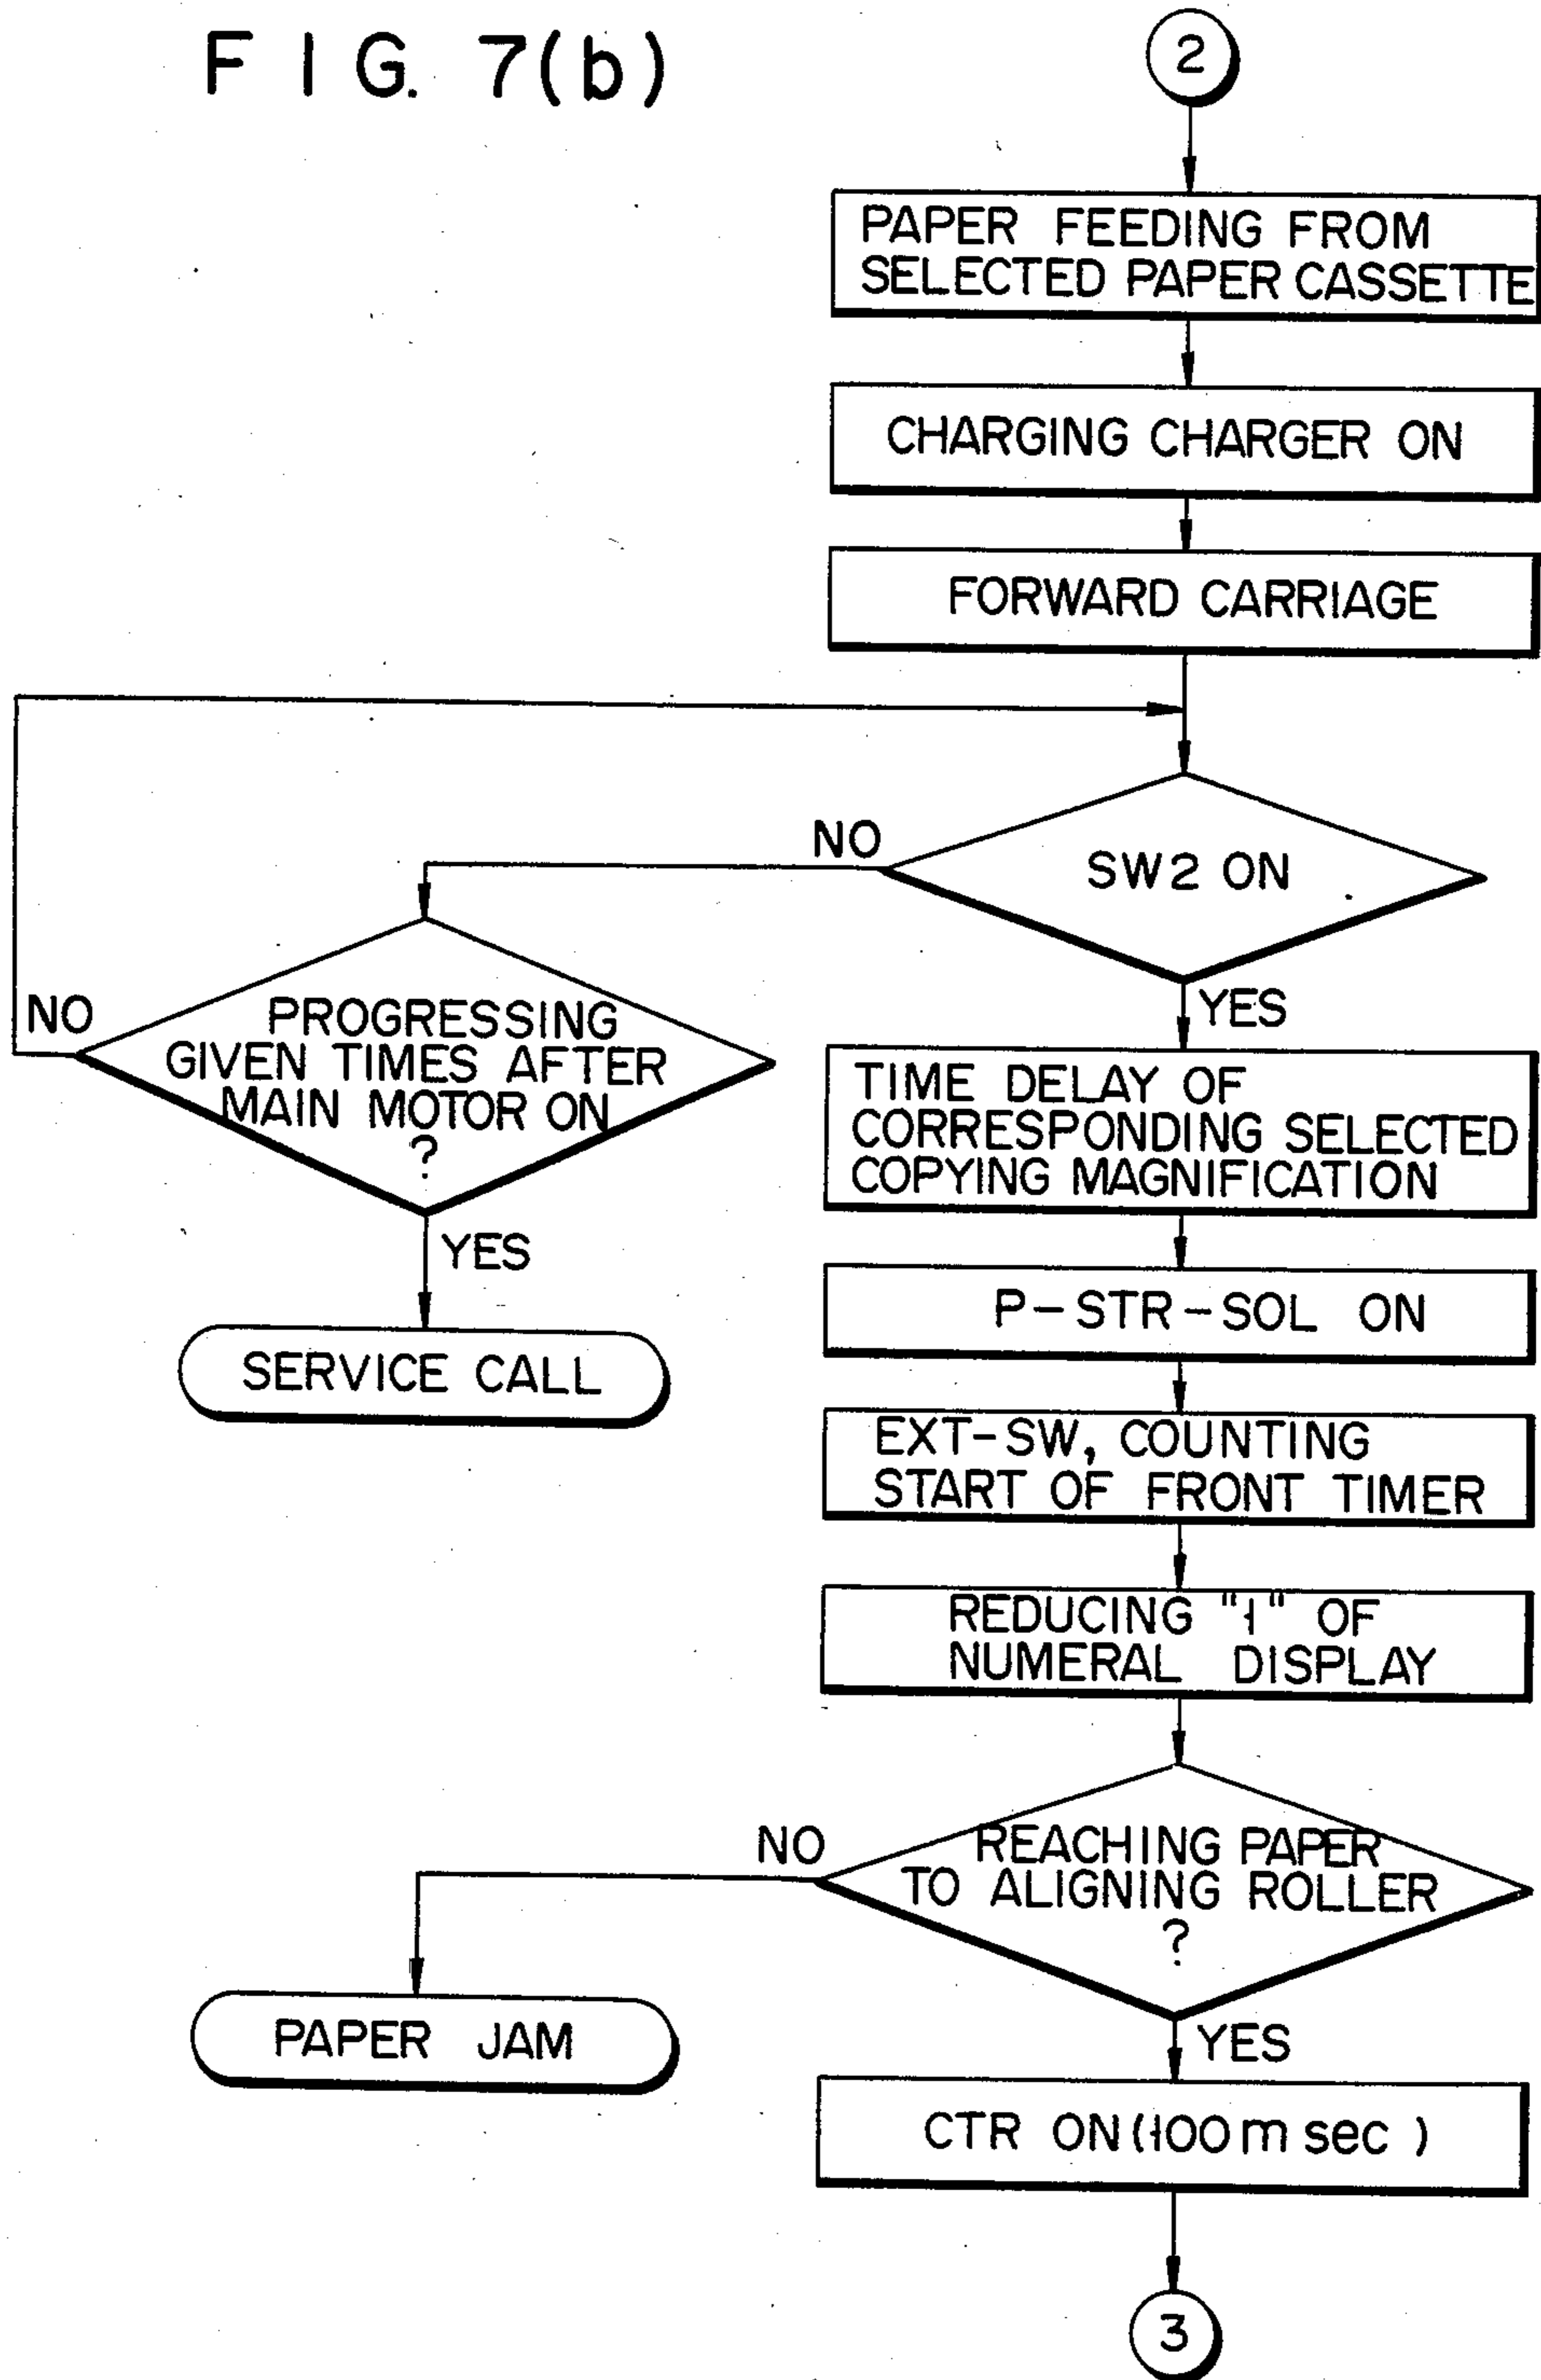 FIG. 7(b)
2
PAPER FEEDING FROM
SELECTED PAPER CASSETTE
CHARGING CHARGER ON
FORWARD CARRIAGE
NO
SW2 ON
YES
NO
PROGRESSING
GIVEN TIMES AFTER
MAIN MOTOR ON
?
YES
SERVICE CALL
TIME DELAY OF
CORRESPONDING SELECTED
COPYING MAGNIFICATION
P-STR-SOL ON
EXT-SW, COUNTING
START OF FRONT TIMER
REDUCING "1" OF
NUMERAL DISPLAY
NO
REACHING PAPER
TO ALIGNING ROLLER
?
PAPER JAM
YES
CTR ON (100 m sec )
3